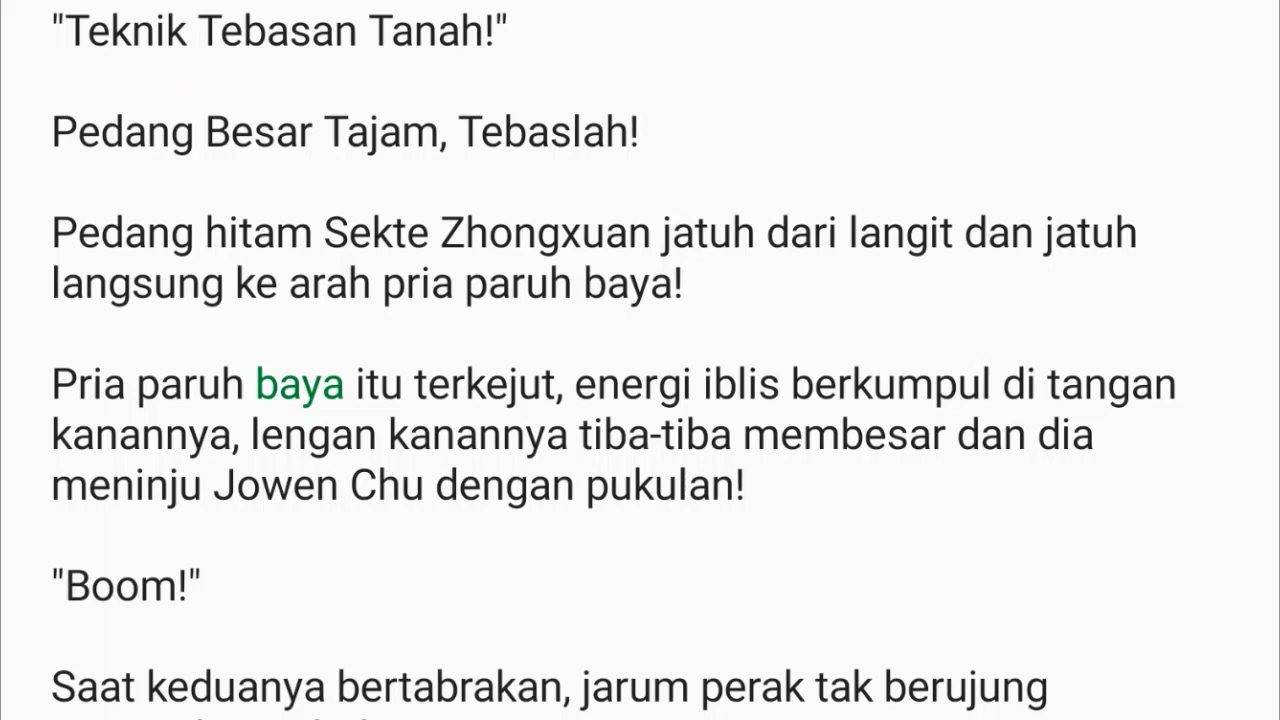 "Teknik Tebasan Tanah!"
Pedang Besar Tajam, Tebaslah!
Pedang hitam Sekte Zhongxuan jatuh dari langit dan jatuh
langsung ke arah pria paruh baya!
Pria paruh baya itu terkejut, energi iblis berkumpul di tangan
kanannya, lengan kanannya tiba-tiba membesar dan dia
meninju Jowen Chu dengan pukulan!
"Boom!"
Saat keduanya bertabrakan, jarum perak tak berujung